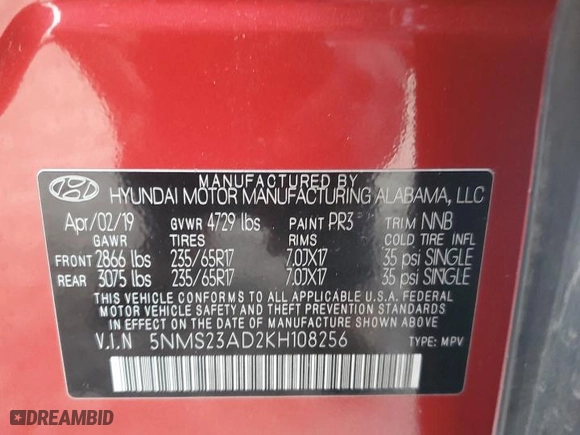 MANUFACTURED BY
HYUNDAI MOTOR MANUFACTURING ALABAMA, LLC
Apr/02/19 GVWR 4729 lbs PAINT PR3 TRIM NNB
GAWR TIRES RIMS COLD TIRE INFL
FRONT 2866 lbs 235/65R17 7.0JX17 35 psi SINGLE
REAR 3075 lbs 235/65R17 7.0JX17 35 psi SINGLE
THIS VEHICLE CONFORMS TO ALL APPLICABLE U.S.A. FEDERAL
MOTOR VEHICLE SAFETY AND THEFT PREVENTION STANDARDS
IN EFFECT ON THE DATE OF MANUFACTURE SHOWN ABOVE.
V.I.N 5NMS23AD2KH108256 TYPE: MPV
DREAMBID